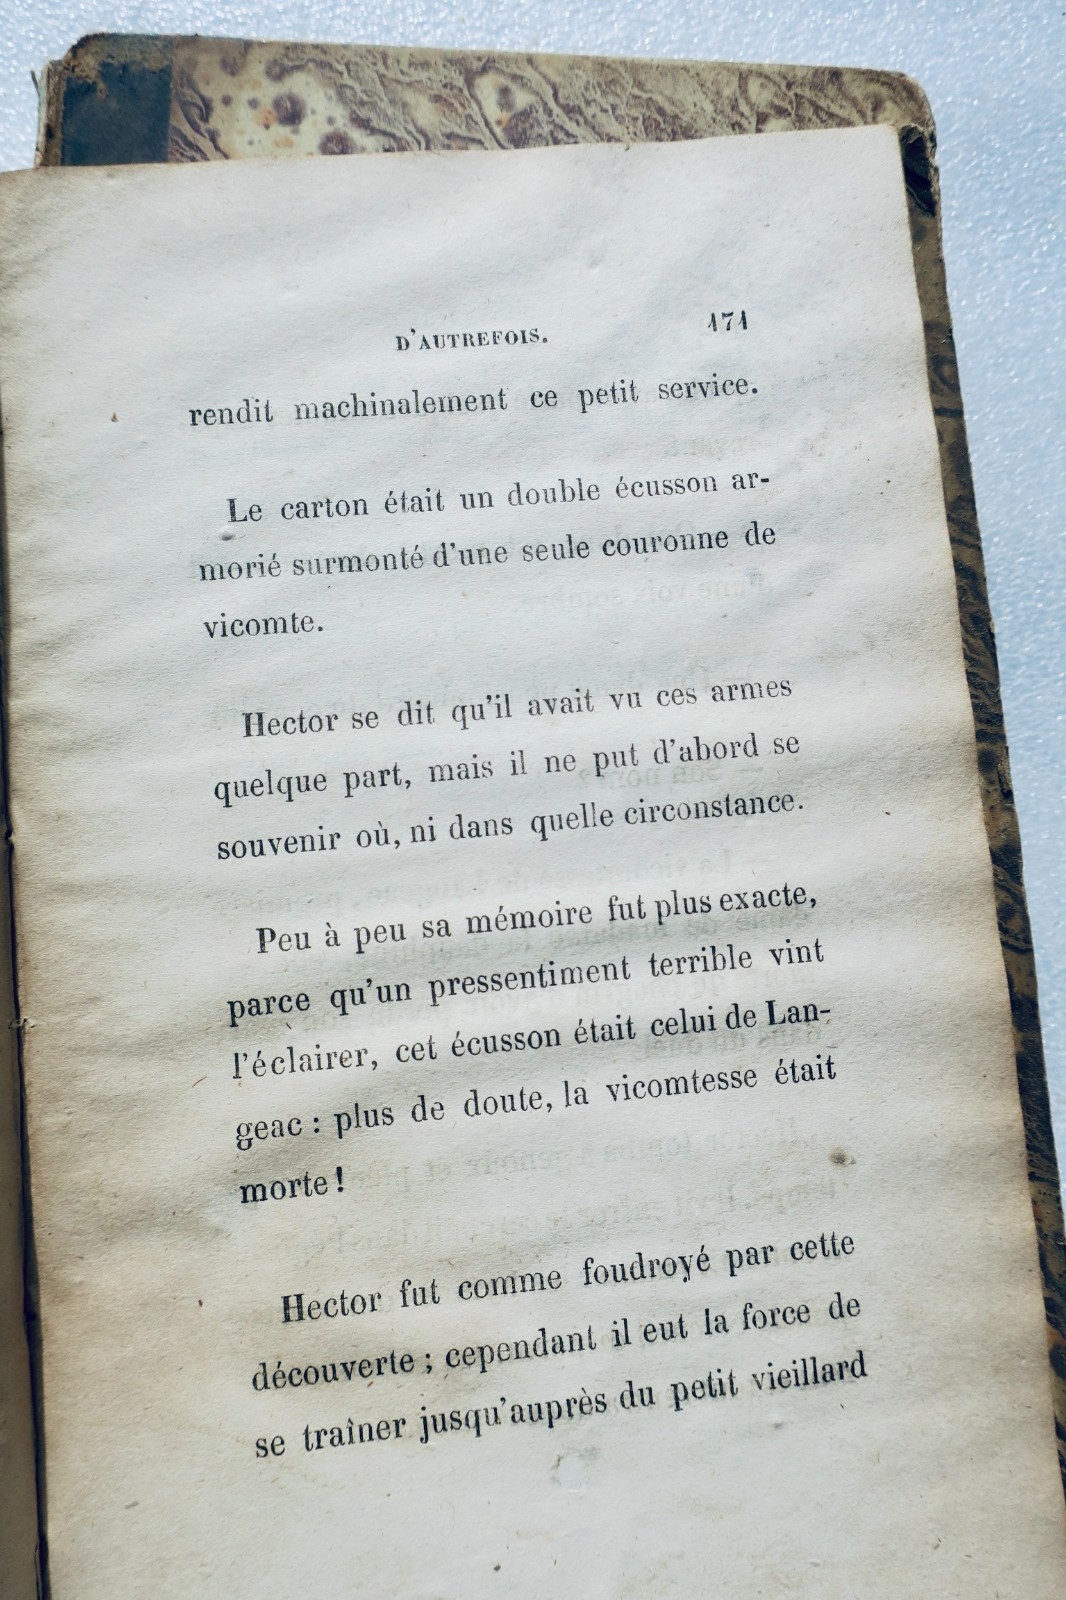 D'AUTREFOIS. 171
rendit machinalement ce petit service.
Le carton était un double écusson ar-
morié surmonté d'une seule couronne de
vicomte.
Hector se dit qu'il avait vu ces armes
quelque part, mais il ne put d'abord se
souvenir où, ni dans quelle circonstance.
Peu à peu sa mémoire fut plus exacte,
parce qu'un pressentiment terrible vint
l'éclairer, cet écusson était celui de Lan-
geac : plus de doute, la vicomtesse était
morte !
Hector fut comme foudroyé par cette
découverte ; cependant il eut la force de
se traîner jusqu'auprès du petit vieillard